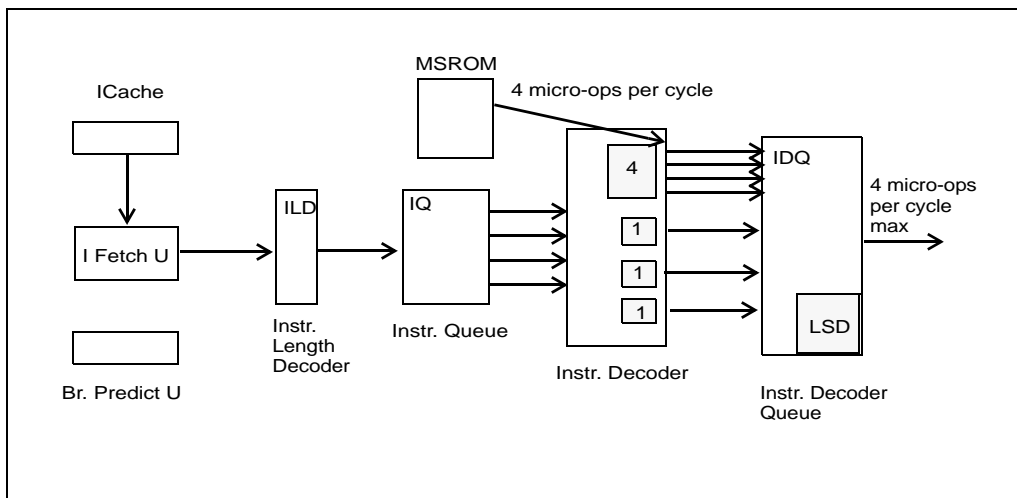 MSROM
4 micro-ops per cycle
ICache
4
IDQ
4 micro-ops
per cycle
max
ILD
IQ
1
I Fetch U
1
1
LSD
Instr.
Length
Decoder
Instr. Queue
Instr. Decoder
Br. Predict U
Instr. Decoder
Queue